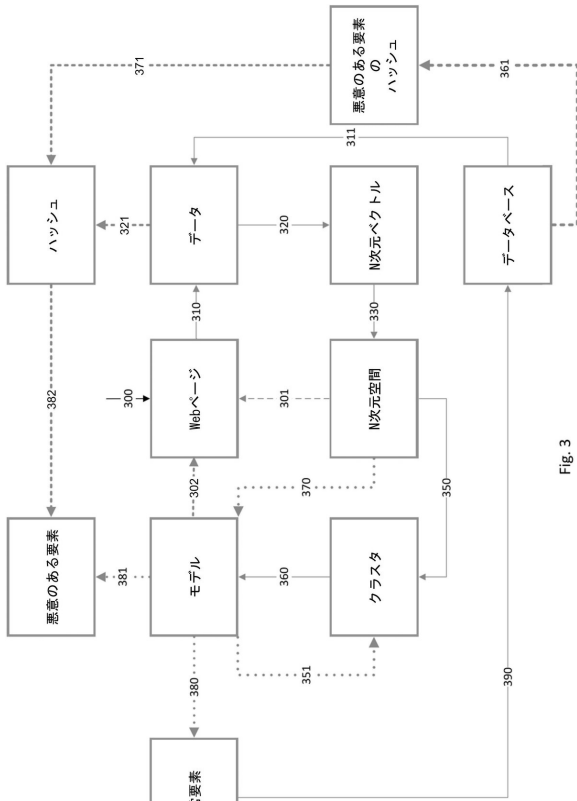 悪意のある要素
382
ハッシュ
381
300
321
371
要素
380
モデル
302
Webページ
310
データ
351
360
370
301
320
311
クラスタ
N次元空間
330
N次元ベクトル
悪意のある要素
の
ハッシュ
350
361
390
データベース
Fig. 3